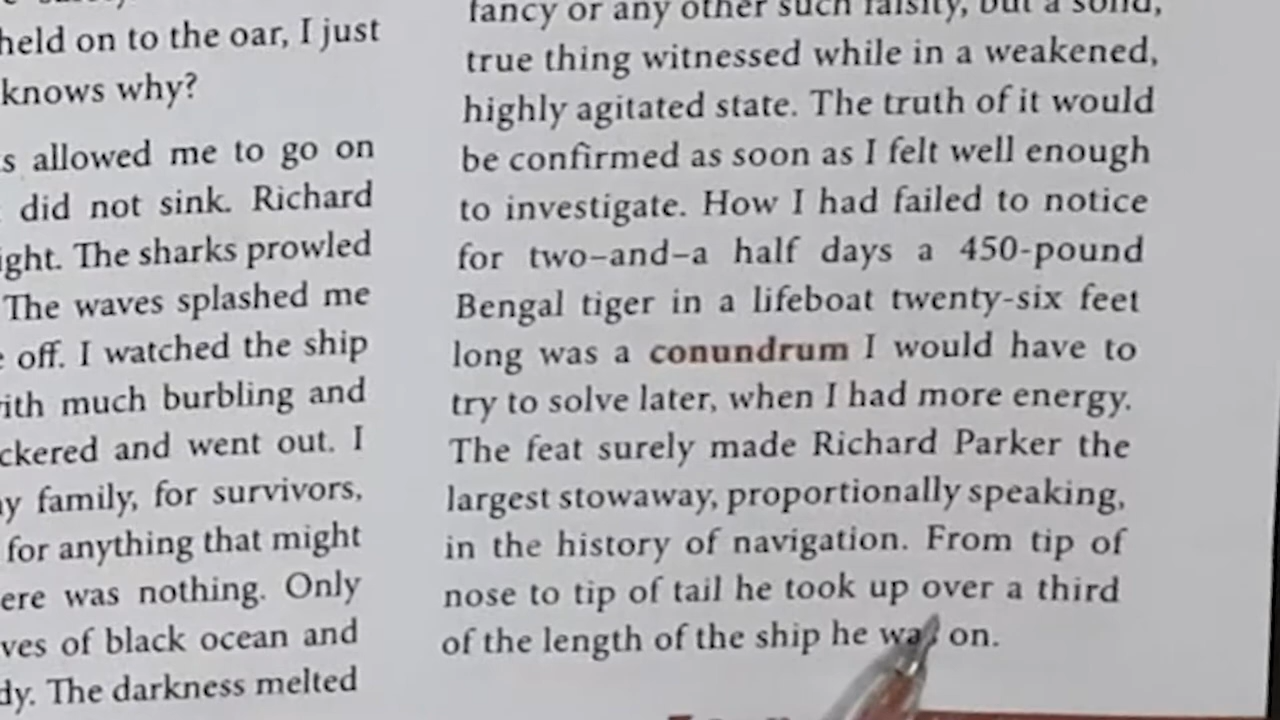 held on to the oar, I just
knows why?
allowed me to go on
did not sink. Richard
The sharks prowled
The waves splashed me
off. I watched the ship
much burbling and
and went out. I
family, for survivors,
for anything that might
was nothing. Only
of black ocean and
The darkness melted
fancy or any other such falsity, but a solid,
true thing witnessed while in a weakened,
highly agitated state. The truth of it would
be confirmed as soon as I felt well enough
to investigate. How I had failed to notice
for two–and–a half days a 450-pound
Bengal tiger in a lifeboat twenty-six feet
long was a conundrum I would have to
try to solve later, when I had more energy.
The feat surely made Richard Parker the
largest stowaway, proportionally speaking,
in the history of navigation. From tip of
nose to tip of tail he took up over a third
of the length of the ship he was on.